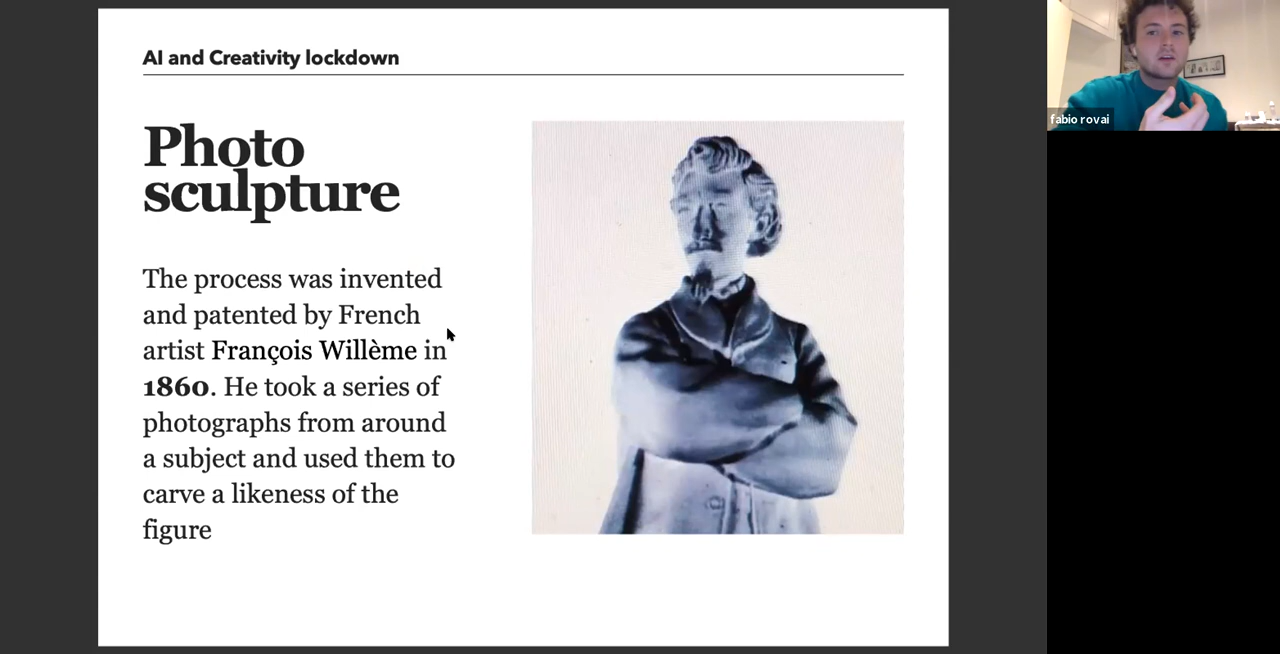 AI and Creativity lockdown
Photo
sculpture
The process was invented
and patented by French
artist François Willème in
1860. He took a series of
photographs from around
a subject and used them to
carve a likeness of the
figure
fabio rovai